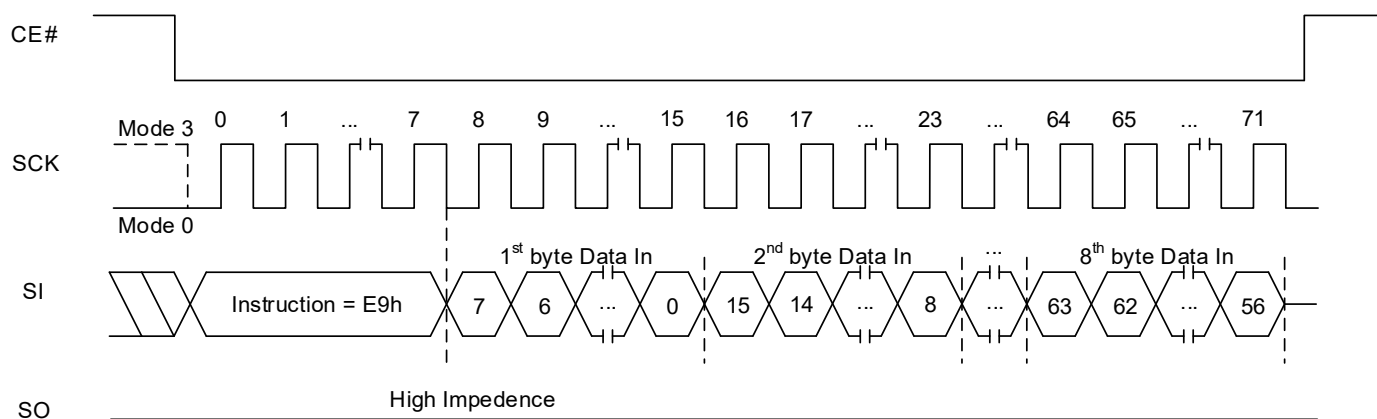 CE#
0 1 ... 7 8 9 ... 15 16 17 ... 23 ... 64 65 ... 71
Mode 3
SCK
Mode 0
1st byte Data In 2nd byte Data In ... 8th byte Data In
SI Instruction = E9h 7 6 ... 0 15 14 ... 8 ... 63 62 ... 56
High Impedence
SO